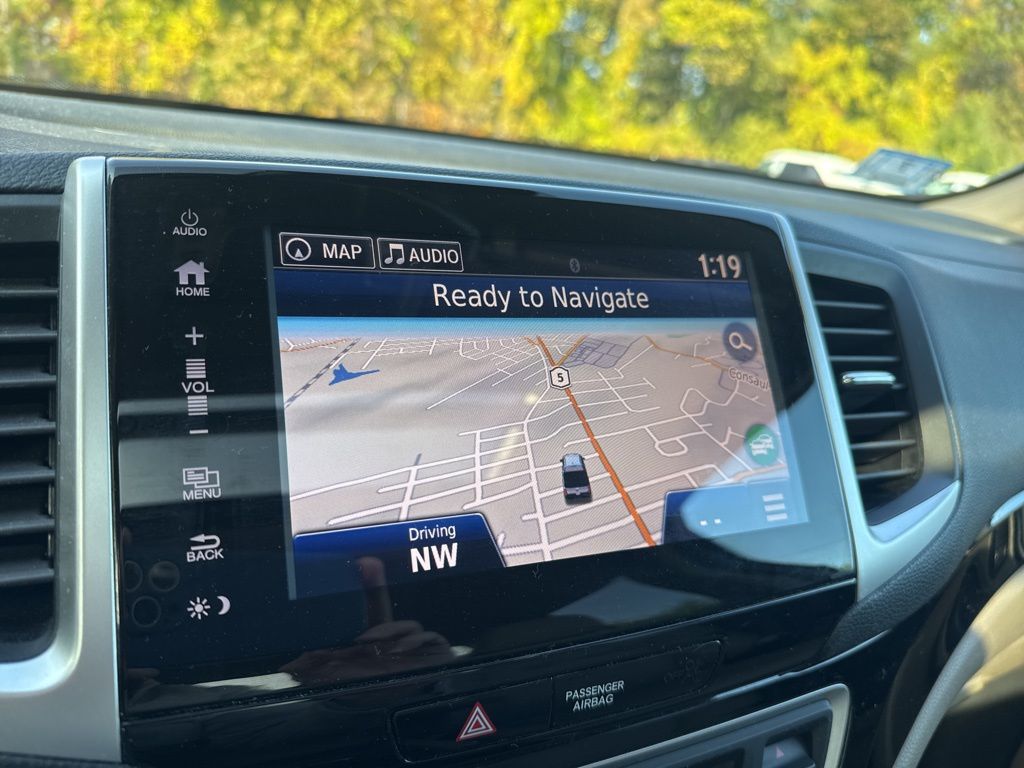 AUDIO
HOME
+
VOL
−
MENU
BACK
MAP
AUDIO
1:19
Ready to Navigate
5
Driving
NW
PASSENGER
AIRBAG